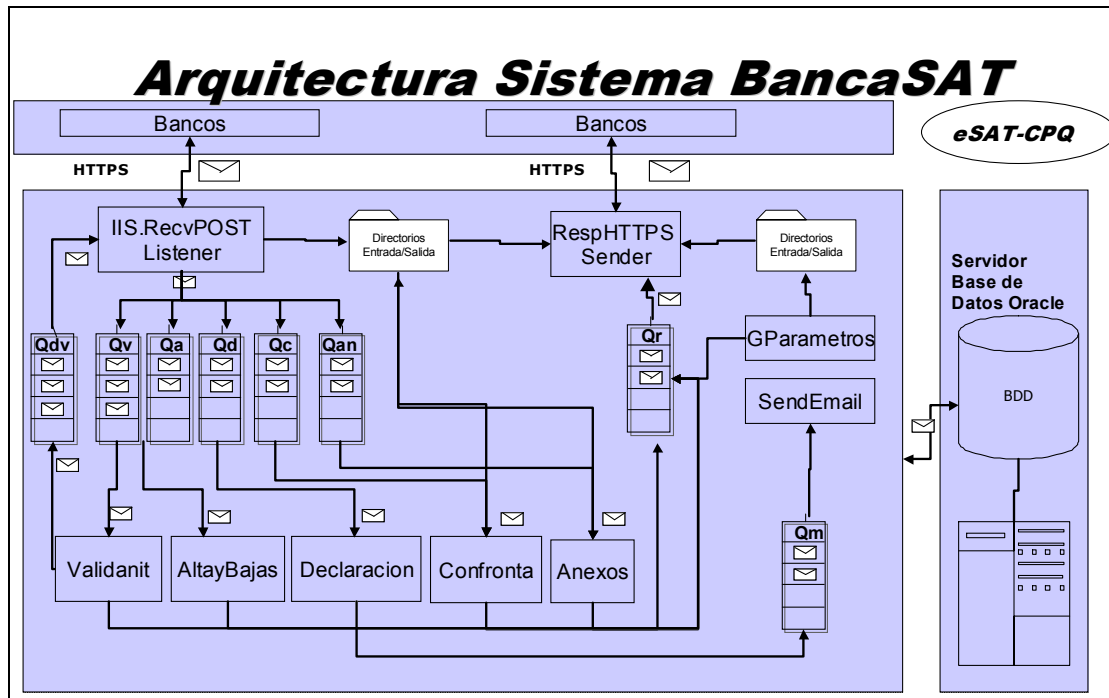 Arquitectura Sistema BancaSAT
Bancos
Bancos
eSAT-CPQ
HTTPS
HTTPS
IIS.RecvPOST
Listener
Directorios
Entrada/Salida
RespHTTPS
Sender
Directorios
Entrada/Salida
Servidor
Base de
Datos Oracle
Qdv
Qv
Qa
Qd
Qc
Qan
Qr
GParametros
SendEmail
BDD
Qm
Validanit
AltayBajas
Declaracion
Confronta
Anexos